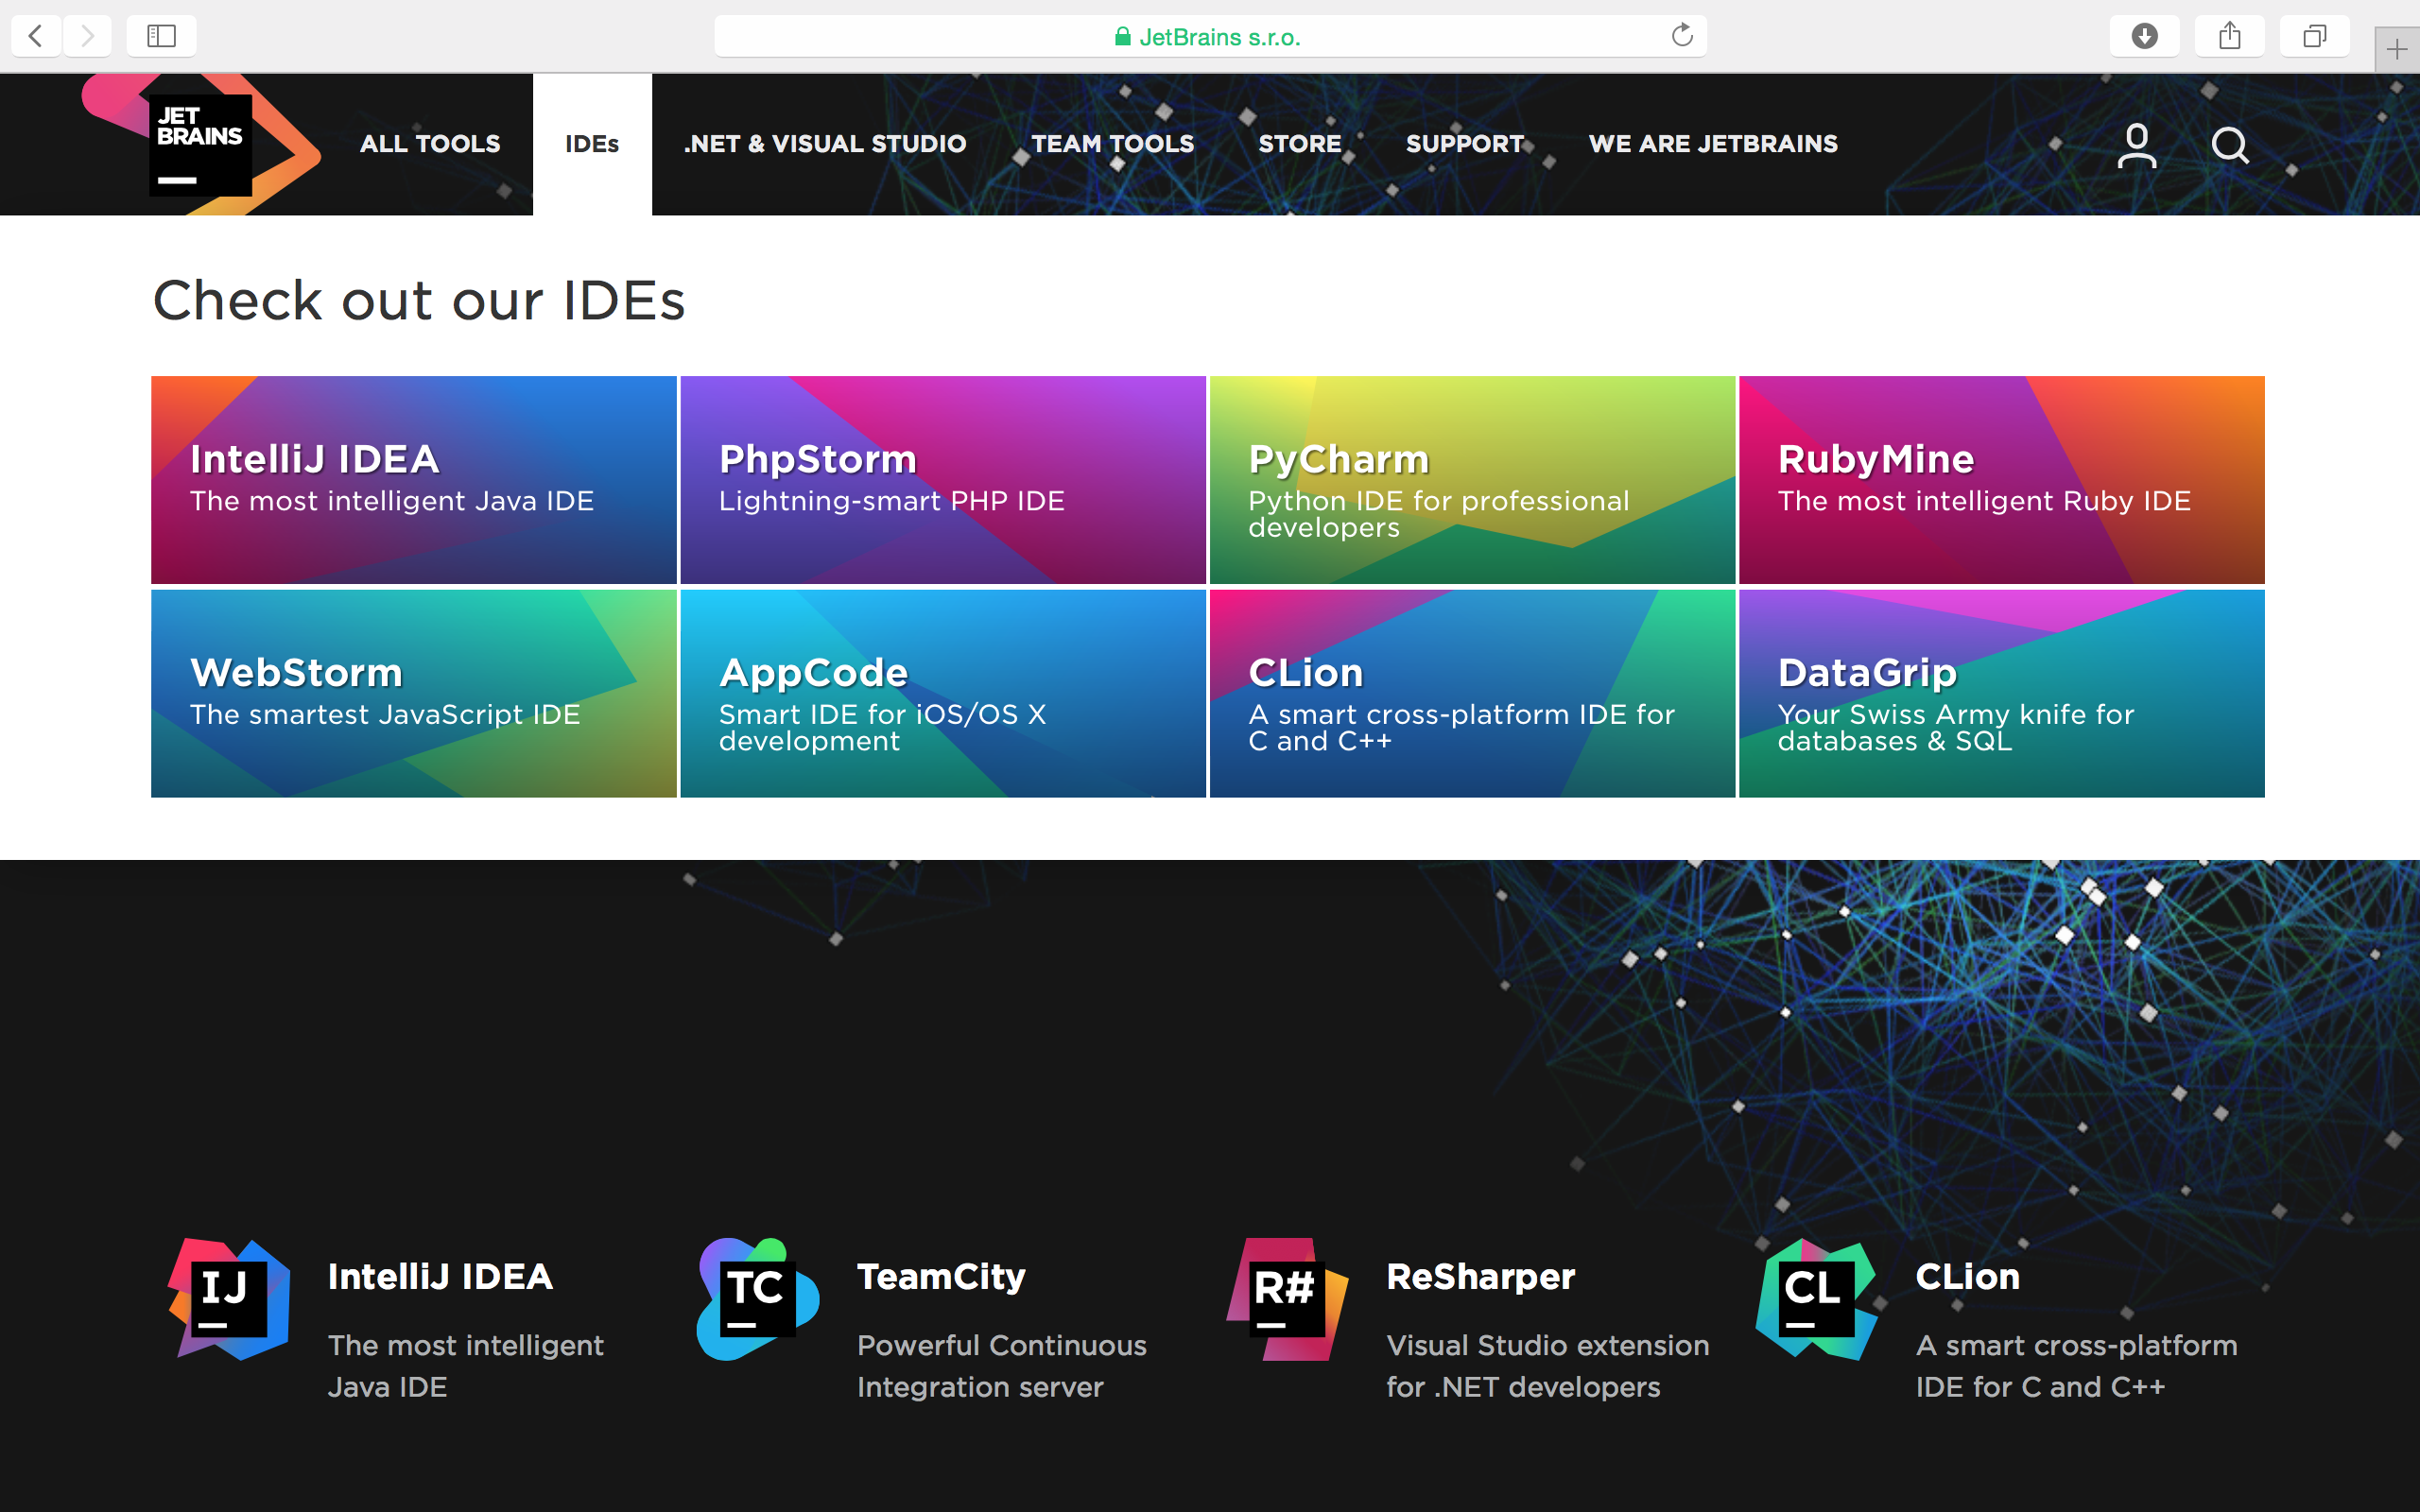 JetBrains s.r.o.
JET
BRAINS
ALL TOOLS
IDEs
.NET & VISUAL STUDIO
TEAM TOOLS
STORE
SUPPORT
WE ARE JETBRAINS
Check out our IDEs
IntelliJ IDEA
The most intelligent Java IDE
PhpStorm
Lightning-smart PHP IDE
PyCharm
Python IDE for professional
developers
RubyMine
The most intelligent Ruby IDE
WebStorm
The smartest JavaScript IDE
AppCode
Smart IDE for iOS/OS X
development
CLion
A smart cross-platform IDE for
C and C++
DataGrip
Your Swiss Army knife for
databases & SQL
IJ
IntelliJ IDEA
The most intelligent
Java IDE
TC
TeamCity
Powerful Continuous
Integration server
R#
ReSharper
Visual Studio extension
for .NET developers
CL
CLion
A smart cross-platform
IDE for C and C++